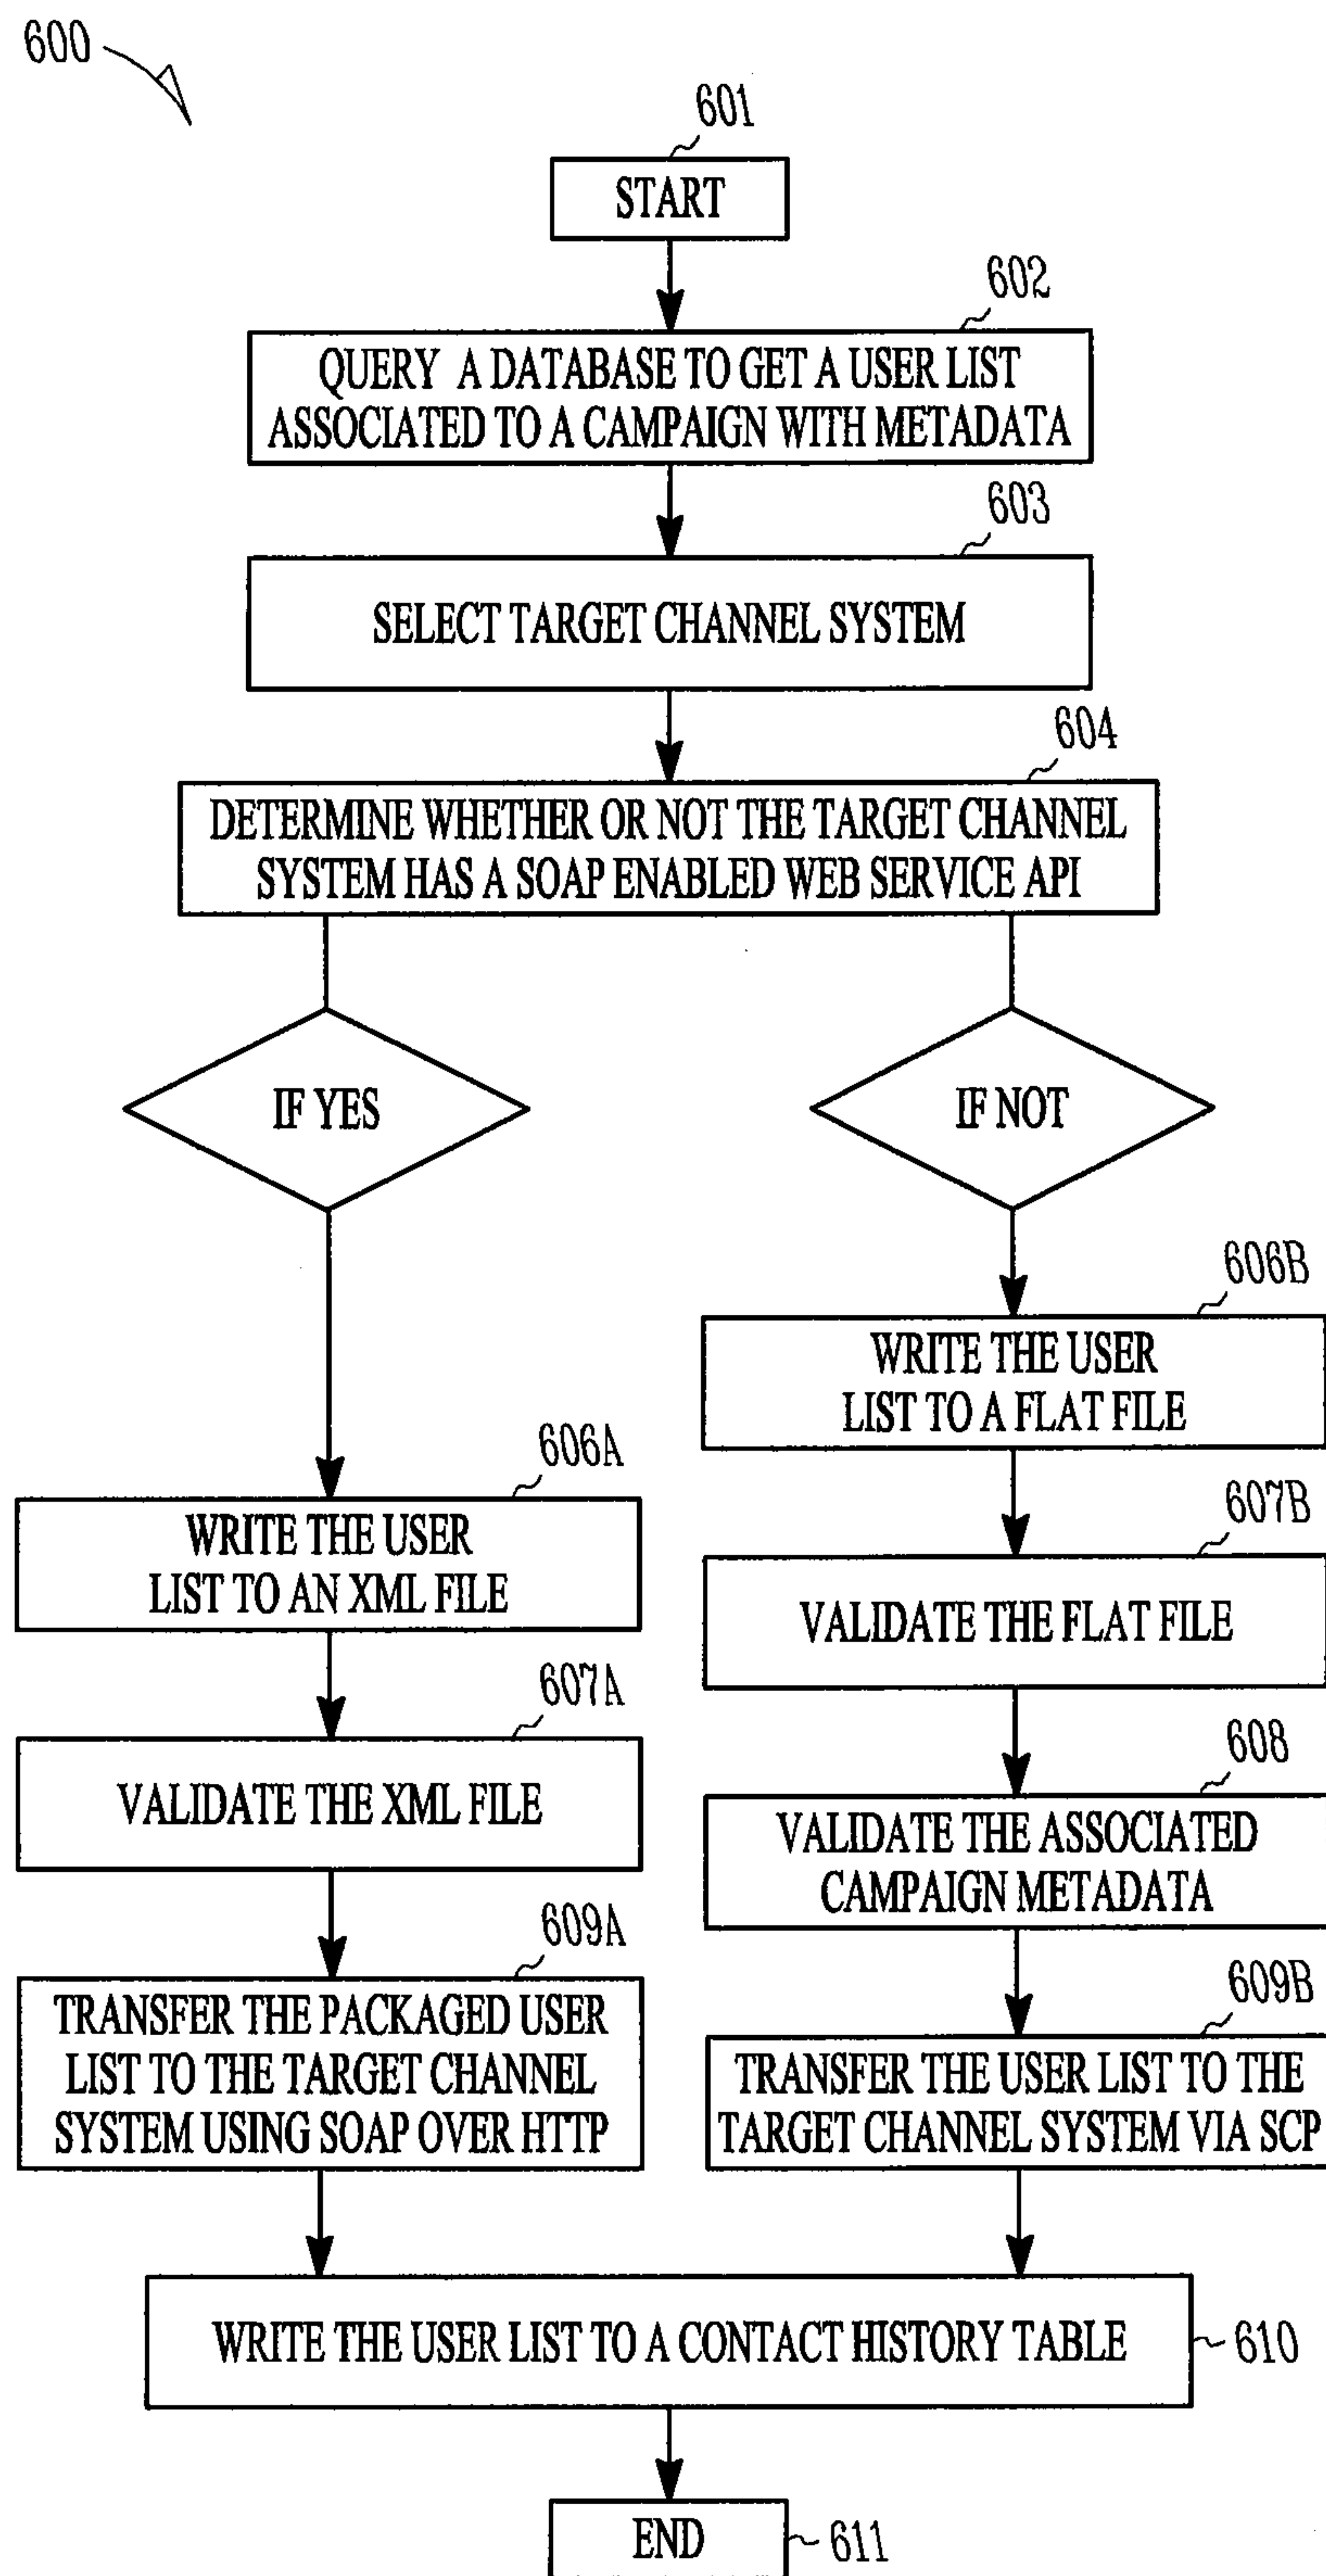 600
601
START
602
QUERY A DATABASE TO GET A USER LIST
ASSOCIATED TO A CAMPAIGN WITH METADATA
603
SELECT TARGET CHANNEL SYSTEM
604
DETERMINE WHETHER OR NOT THE TARGET CHANNEL
SYSTEM HAS A SOAP ENABLED WEB SERVICE API
IF YES
IF NOT
606B
WRITE THE USER
LIST TO A FLAT FILE
606A
WRITE THE USER
LIST TO AN XML FILE
607B
VALIDATE THE FLAT FILE
607A
VALIDATE THE XML FILE
608
VALIDATE THE ASSOCIATED
CAMPAIGN METADATA
609A
TRANSFER THE PACKAGED USER
LIST TO THE TARGET CHANNEL
SYSTEM USING SOAP OVER HTTP
609B
TRANSFER THE USER LIST TO THE
TARGET CHANNEL SYSTEM VIA SCP
WRITE THE USER LIST TO A CONTACT HISTORY TABLE
610
END
611